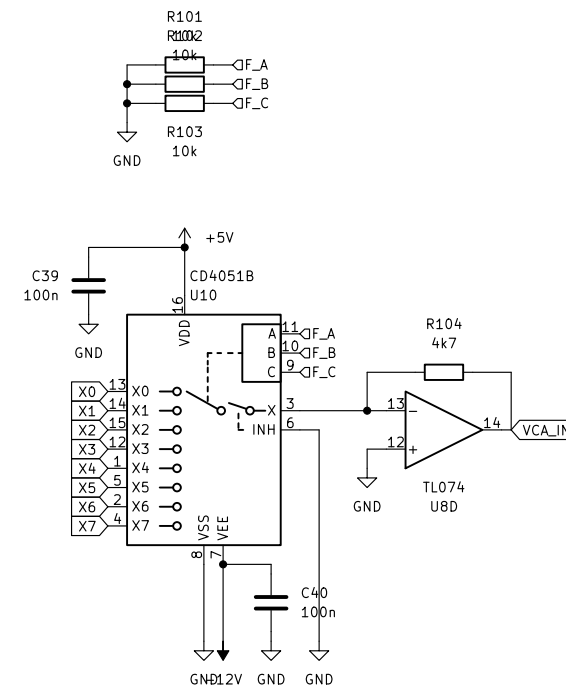 R101
10k
R102
10k
F_A
F_B
F_C
R103
10k
GND
+5V
C39
100n
CD4051B
U10
16
VDD
GND
A 11 F_A
B 10 F_B
C 9 F_C
R104
4k7
X0 13 X0
X1 14 X1
X2 15 X2
X3 12 X3
X4 1 X4
X5 5 X5
X6 2 X6
X7 4 X7
X 3
INH 6
13 −
12 +
14
VCA_IN
GND
TL074
U8D
VSS
VEE
8
7
C40
100n
GND
-12V
GND
GND